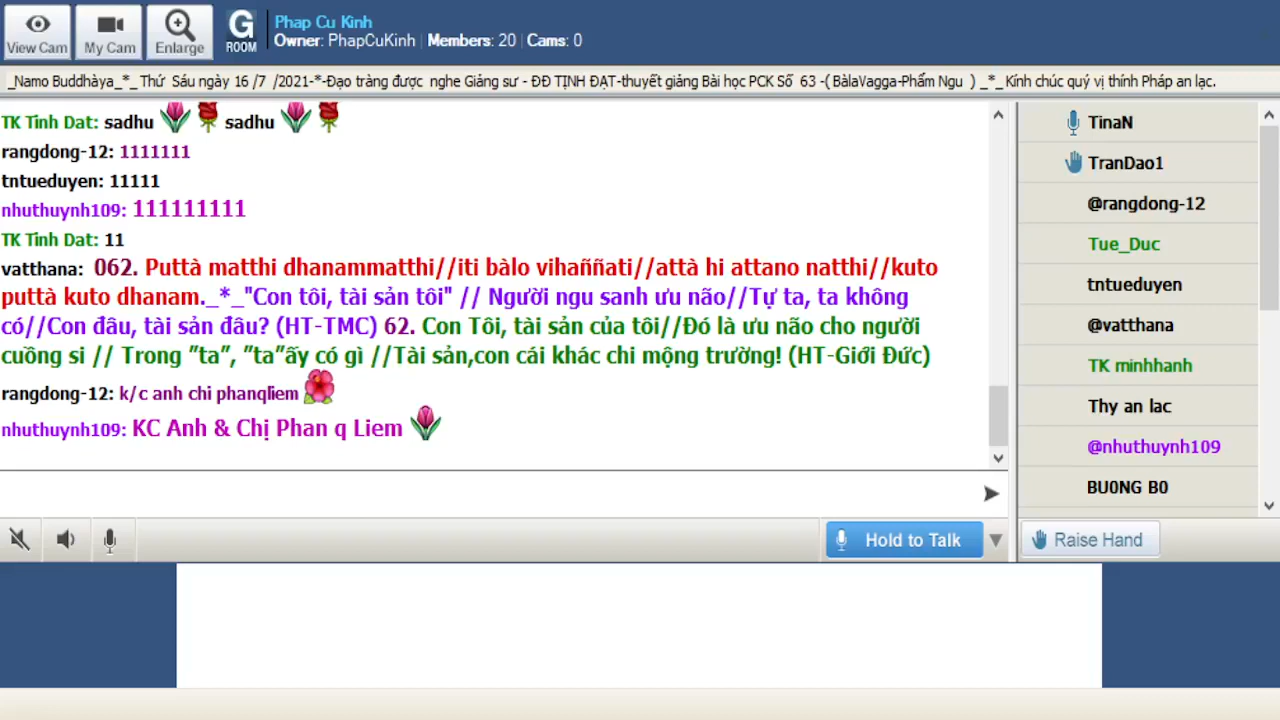 Phap Cu Kinh
View Cam My Cam Enlarge G ROOM Owner: PhapCuKinh Members: 20 Cams: 0
_Namo Buddhàya_*_Thứ Sáu ngày 16 /7 /2021-*-Đạo tràng được nghe Giảng sư - ĐĐ TỊNH ĐẠT-thuyết giảng Bài học PCK Số 63 -( BàlaVagga-Phẩm Ngu ) _*_Kính chúc quý vị thính Pháp an lạc.
TK Tinh Dat: sadhu sadhu
rangdong-12: 1111111
tntueduyen: 11111
nhuthuynh109: 111111111
TK Tinh Dat: 11
vatthana: 062. Puttà matthi dhanammatthi//iti bàlo vihaññati//attà hi attano natthi//kuto
puttà kuto dhanam._*_"Con tôi, tài sản tôi" // Người ngu sanh ưu não//Tự ta, ta không
có//Con đâu, tài sản đâu? (HT-TMC) 62. Con Tôi, tài sản của tôi//Đó là ưu não cho người
cuồng si // Trong ”ta”, ”ta”ấy có gì //Tài sản,con cái khác chi mộng trường! (HT-Giới Đức)
rangdong-12: k/c anh chi phanqliem
nhuthuynh109: KC Anh & Chị Phan q Liem
TinaN
TranDao1
@rangdong-12
Tue_Duc
tntueduyen
@vatthana
TK minhhanh
Thy an lac
@nhuthuynh109
BU0NG B0
Hold to Talk
Raise Hand